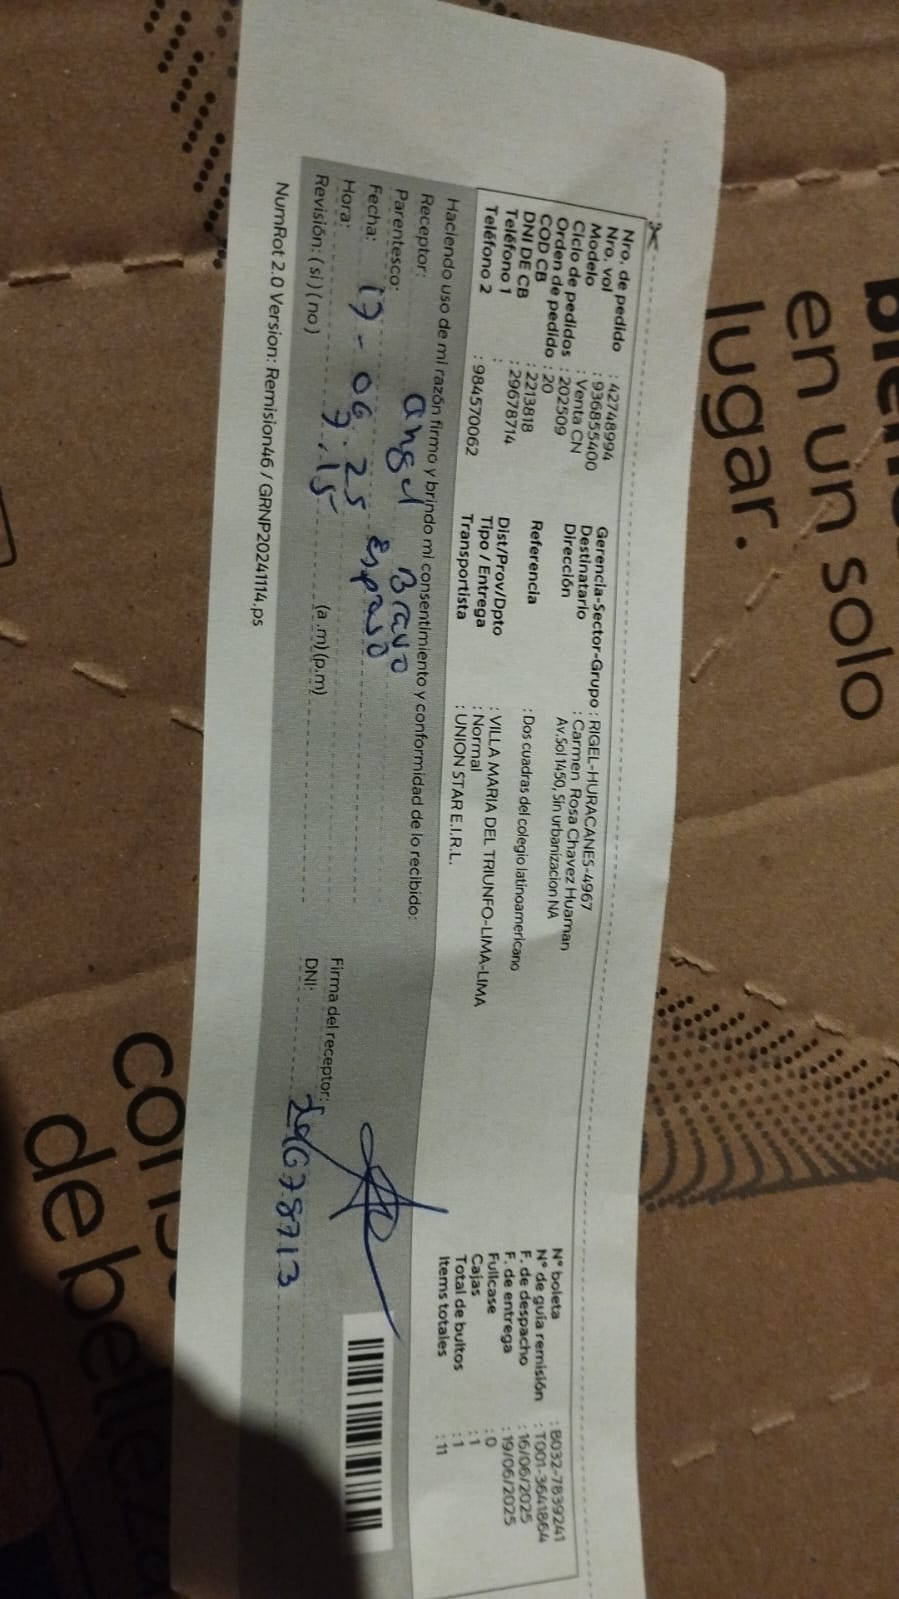 en un solo
lugar.
Nro. de pedido : 42748994
Nro. vol : 936855400
Modelo : Venta CN
Ciclo de pedidos : 202509
Orden de pedido : 20
COD CB : 2213818
DNI DE CB : 29678714
Teléfono 1 :
Teléfono 2 : 984570062
Gerencia-Sector-Grupo : RIGEL-HURACANES-4967
Destinatario : Carmen Rosa Chavez Huaman
Dirección Av.Sol 1450, Sin urbanizacion NA
Referencia : Dos cuadras del colegio latinoamericano
Dist/Prov/Dpto : VILLA MARIA DEL TRIUNFO-LIMA-LIMA
Tipo / Entrega : Normal
Transportista : UNION STAR E.I.R.L.
N° boleta : B032-7839241
N° de guía remisión : T001-3641864
F. de despacho : 16/06/2025
F. de entrega : 19/06/2025
Fullcase : 0
Cajas : 1
Total de bultos : 1
Items totales : 11
Haciendo uso de mi razón firmo y brindo mi consentimiento y conformidad de lo recibido:
Receptor: angel Bravo
Parentesco: esposo
Fecha: 19-06.25
Hora: 7:15 (a .m) (p.m)
Revisión: ( si ) ( no )
Firma del receptor:
DNI: 29678713
NumRot 2.0 Version: Remision46 / GRNP20241114.ps
de belleza